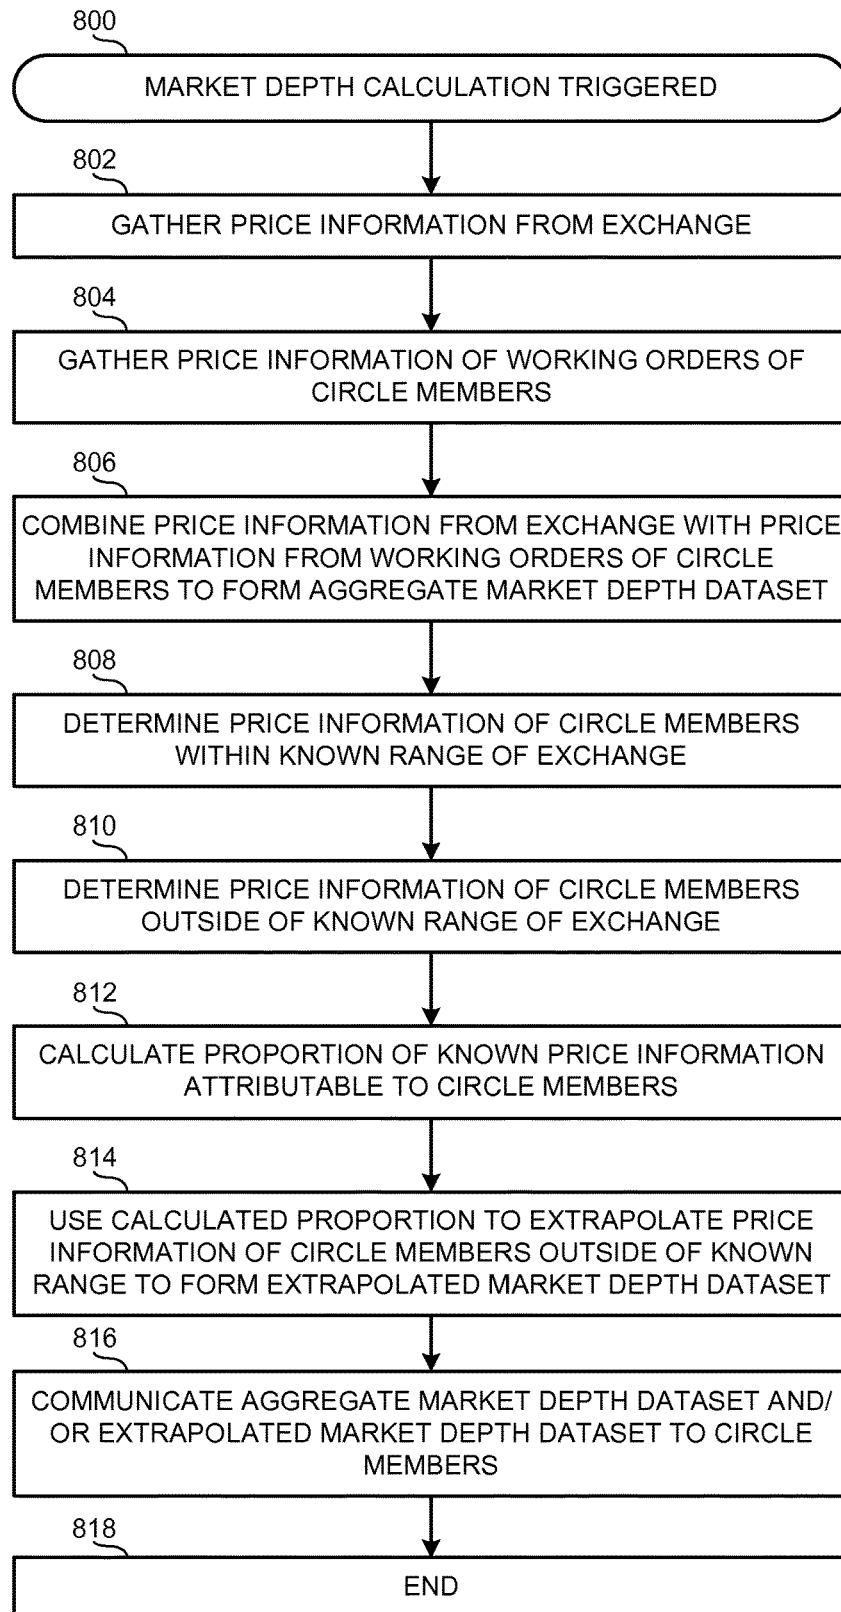 800
MARKET DEPTH CALCULATION TRIGGERED
802
GATHER PRICE INFORMATION FROM EXCHANGE
804
GATHER PRICE INFORMATION OF WORKING ORDERS OF
CIRCLE MEMBERS
806
COMBINE PRICE INFORMATION FROM EXCHANGE WITH PRICE
INFORMATION FROM WORKING ORDERS OF CIRCLE
MEMBERS TO FORM AGGREGATE MARKET DEPTH DATASET
808
DETERMINE PRICE INFORMATION OF CIRCLE MEMBERS
WITHIN KNOWN RANGE OF EXCHANGE
810
DETERMINE PRICE INFORMATION OF CIRCLE MEMBERS
OUTSIDE OF KNOWN RANGE OF EXCHANGE
812
CALCULATE PROPORTION OF KNOWN PRICE INFORMATION
ATTRIBUTABLE TO CIRCLE MEMBERS
814
USE CALCULATED PROPORTION TO EXTRAPOLATE PRICE
INFORMATION OF CIRCLE MEMBERS OUTSIDE OF KNOWN
RANGE TO FORM EXTRAPOLATED MARKET DEPTH DATASET
816
COMMUNICATE AGGREGATE MARKET DEPTH DATASET AND/
OR EXTRAPOLATED MARKET DEPTH DATASET TO CIRCLE
MEMBERS
818
END